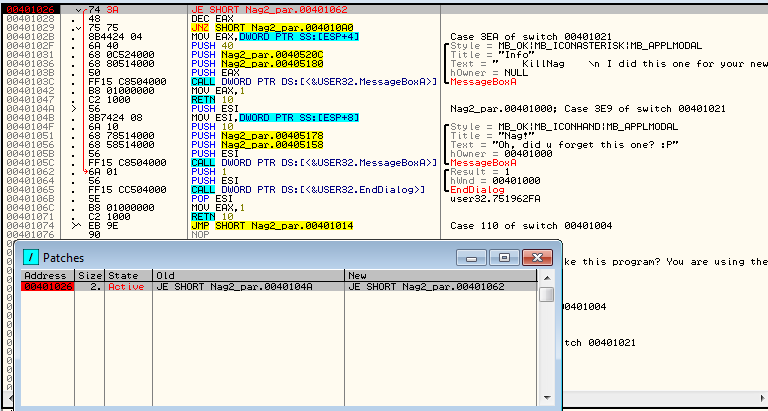 00401026 74 3A JE SHORT Nag2_par.00401062
00401028 48 DEC EAX
00401029 75 75 JNZ SHORT Nag2_par.004010A0
0040102B 8B4424 04 MOV EAX,DWORD PTR SS:[ESP+4] Case 3EA of switch 00401021
0040102F 6A 40 PUSH 40 Style = MB_OK|MB_ICONASTERISK|MB_APPLMODAL
00401031 68 0C524000 PUSH Nag2_par.0040520C Title = "Info"
00401036 68 80514000 PUSH Nag2_par.00405180 Text = " KillNag \n I did this one for your new
0040103B 50 PUSH EAX hOwner = NULL
0040103C FF15 C8504000 CALL DWORD PTR DS:[<&USER32.MessageBoxA>] MessageBoxA
00401042 B8 01000000 MOV EAX,1
00401047 C2 1000 RETN 10
0040104A 56 PUSH ESI Nag2_par.00401000; Case 3E9 of switch 00401021
0040104B 8B7424 08 MOV ESI,DWORD PTR SS:[ESP+8]
0040104F 6A 10 PUSH 10 Style = MB_OK|MB_ICONHAND|MB_APPLMODAL
00401051 68 78514000 PUSH Nag2_par.00405178 Title = "Nag!"
00401056 68 58514000 PUSH Nag2_par.00405158 Text = "Oh, did u forget this one? :P"
0040105B 56 PUSH ESI hOwner = 00401000
0040105C FF15 C8504000 CALL DWORD PTR DS:[<&USER32.MessageBoxA>] MessageBoxA
00401062 6A 01 PUSH 1 Result = 1
00401064 56 PUSH ESI hWnd = 00401000
00401065 FF15 CC504000 CALL DWORD PTR DS:[<&USER32.EndDialog>] EndDialog
0040106B 5E POP ESI user32.751962FA
0040106C B8 01000000 MOV EAX,1
00401071 C2 1000 RETN 10
00401074 EB 9E JMP SHORT Nag2_par.00401014 Case 110 of switch 00401004
90 NOP
Patches
ke this program? You are using the
Address Size State Old New
00401026 2. Active JE SHORT Nag2_par.0040104A JE SHORT Nag2_par.00401062
00401004
tch 00401021